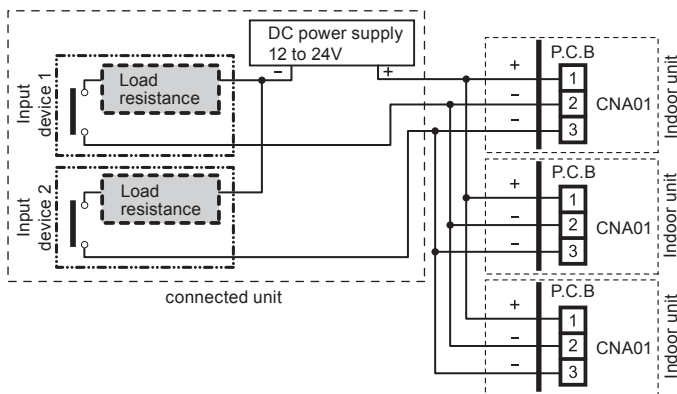 DC power supply
12 to 24V
-
+
Input
device 1
Load
resistance
Input
device 2
Load
resistance
connected unit
P.C.B
+
1
-
2
CNA01
-
3
Indoor unit
P.C.B
+
1
-
2
CNA01
-
3
Indoor unit
P.C.B
+
1
-
2
CNA01
-
3
Indoor unit